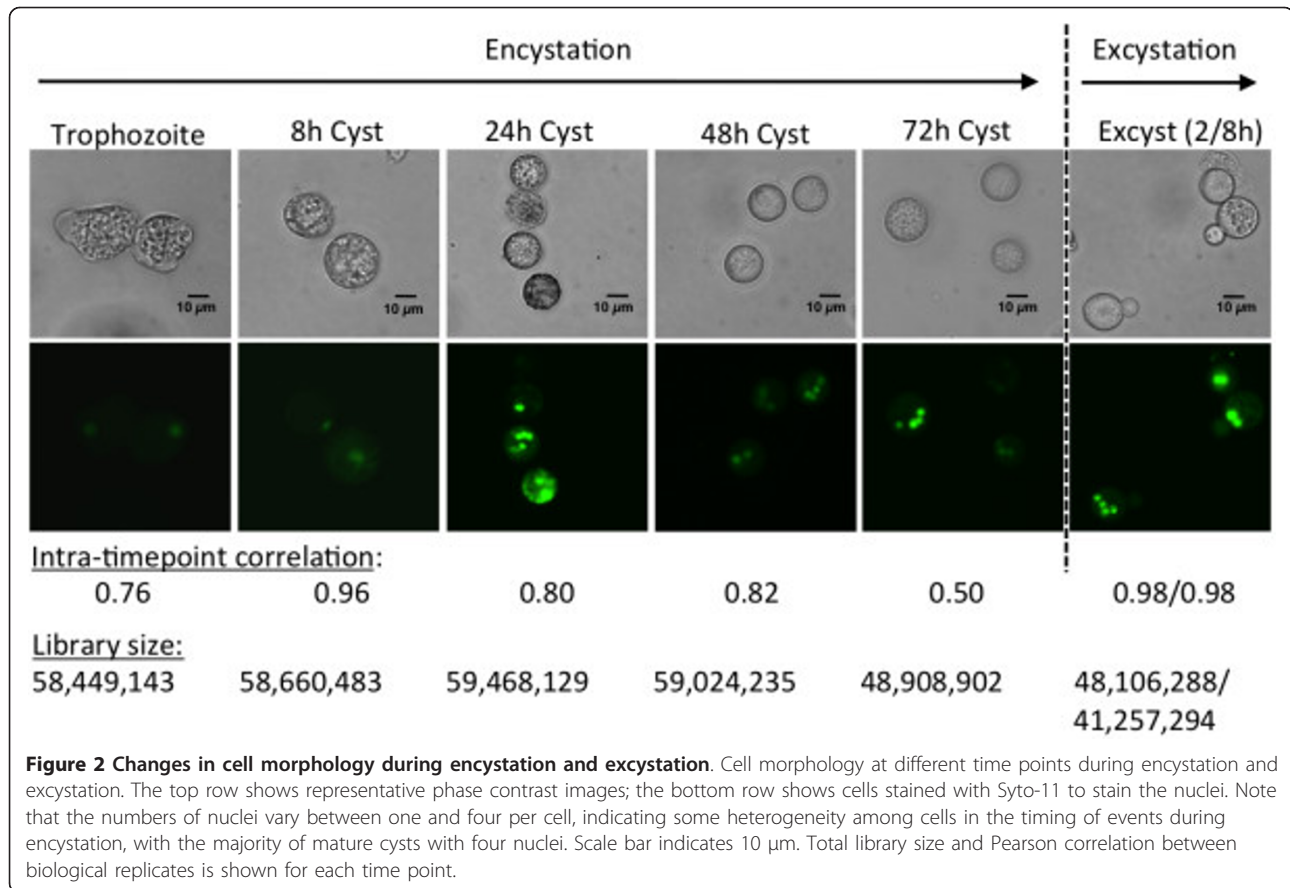 Encystation
Excystation
Trophozoite
8h Cyst
24h Cyst
48h Cyst
72h Cyst
Excyst (2/8h)
10 µm
10 µm
10 µm
10 µm
10 µm
10 µm
Intra-timepoint correlation:
0.76
0.96
0.80
0.82
0.50
0.98/0.98
Library size:
58,449,143
58,660,483
59,468,129
59,024,235
48,908,902
48,106,288/
41,257,294
Figure 2 Changes in cell morphology during encystation and excystation. Cell morphology at different time points during encystation and
excystation. The top row shows representative phase contrast images; the bottom row shows cells stained with Syto-11 to stain the nuclei. Note
that the numbers of nuclei vary between one and four per cell, indicating some heterogeneity among cells in the timing of events during
encystation, with the majority of mature cysts with four nuclei. Scale bar indicates 10 µm. Total library size and Pearson correlation between
biological replicates is shown for each time point.